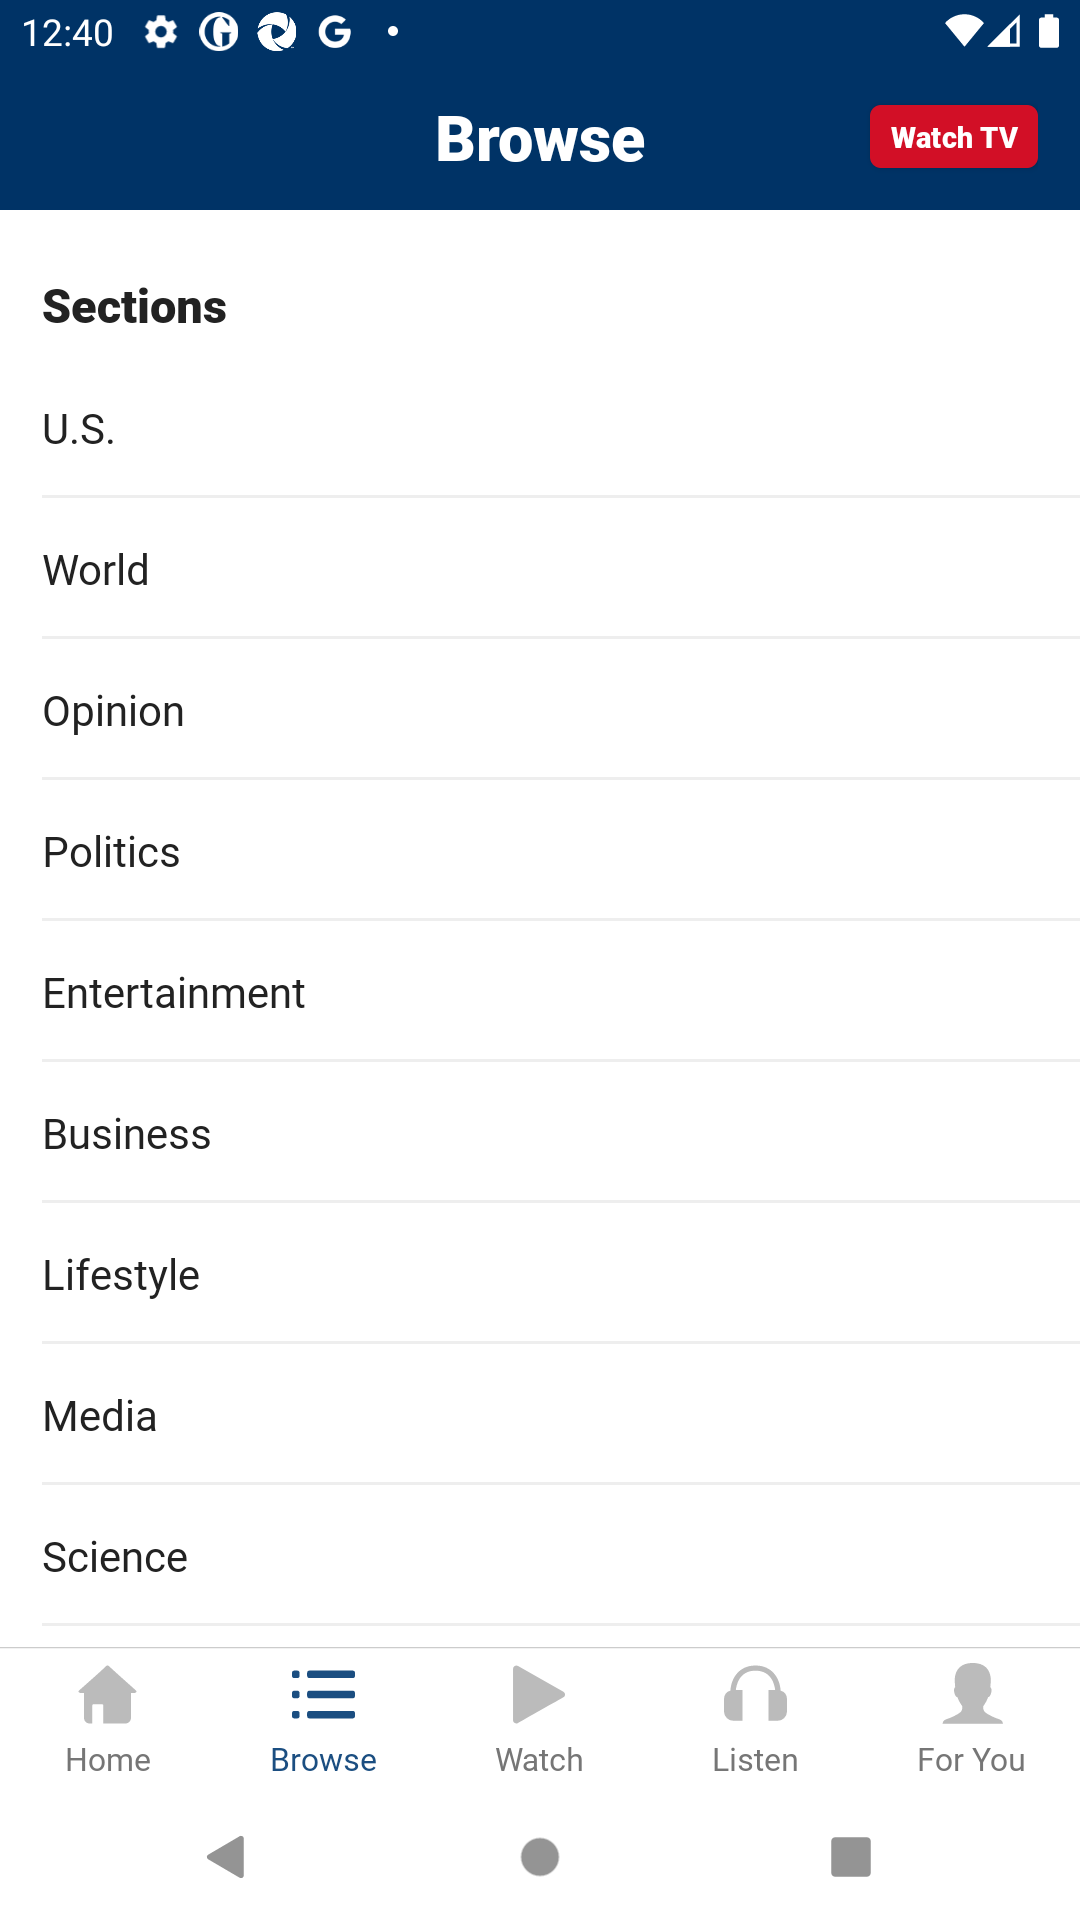 12:40
Browse
Watch TV
Sections
U.S.
World
Opinion
Politics
Entertainment
Business
Lifestyle
Media
Science
Home
Browse
Watch
Listen
For You